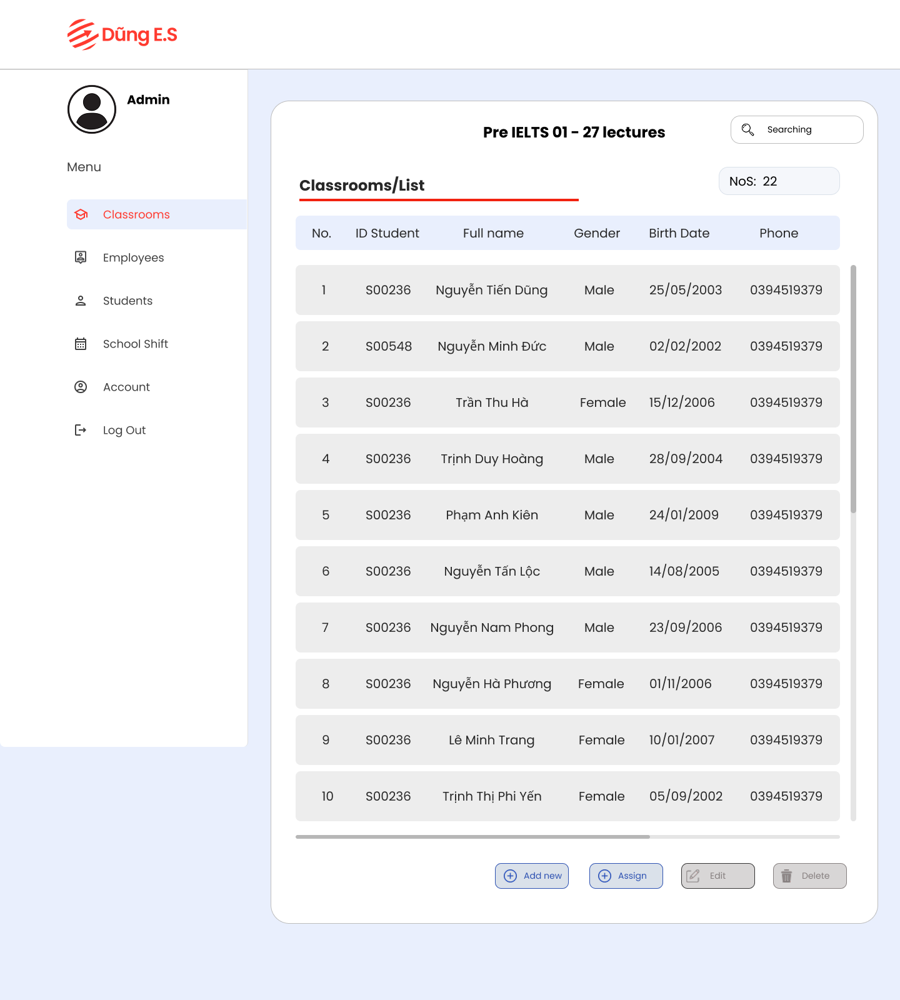 Dũng E.S
Admin
Menu
Classrooms
Employees
Students
School Shift
Account
Log Out
Pre IELTS 01 - 27 lectures
Searching
Classrooms/List
NoS: 22
No. ID Student Full name Gender Birth Date Phone
1 S00236 Nguyễn Tiến Dũng Male 25/05/2003 0394519379
2 S00548 Nguyễn Minh Đức Male 02/02/2002 0394519379
3 S00236 Trần Thu Hà Female 15/12/2006 0394519379
4 S00236 Trịnh Duy Hoàng Male 28/09/2004 0394519379
5 S00236 Phạm Anh Kiên Male 24/01/2009 0394519379
6 S00236 Nguyễn Tấn Lộc Male 14/08/2005 0394519379
7 S00236 Nguyễn Nam Phong Male 23/09/2006 0394519379
8 S00236 Nguyễn Hà Phương Female 01/11/2006 0394519379
9 S00236 Lê Minh Trang Female 10/01/2007 0394519379
10 S00236 Trịnh Thị Phi Yến Female 05/09/2002 0394519379
Add new Assign Edit Delete